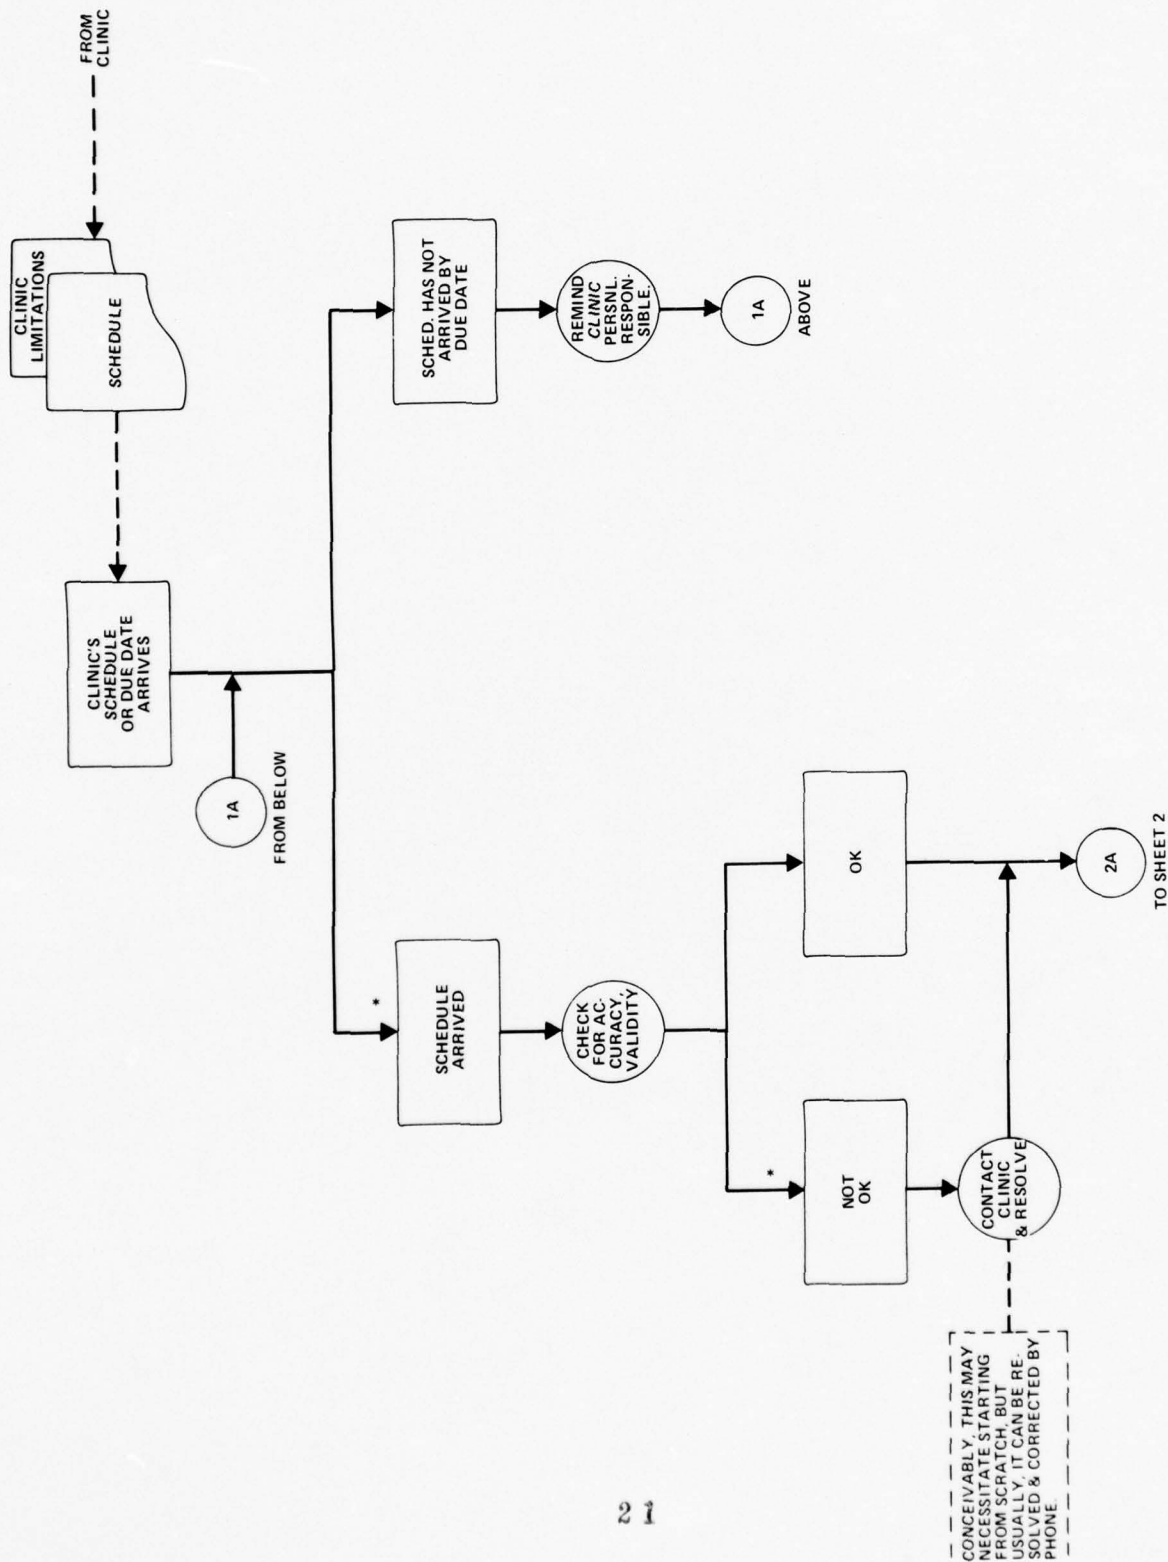 FROM
CLINIC
CLINIC
LIMITATIONS
SCHEDULE
CLINIC'S
SCHEDULE
OR DUE DATE
ARRIVES
1A
FROM BELOW
*
SCHEDULE
ARRIVED
SCHED. HAS NOT
ARRIVED BY
DUE DATE
CHECK
FOR AC-
CURACY,
VALIDITY
REMIND
CLINIC
PERSNL.
RESPON-
SIBLE.
1A
ABOVE
*
NOT
OK
OK
CONTACT
CLINIC
& RESOLVE
CONCEIVABLY, THIS MAY
NECESSITATE STARTING
FROM SCRATCH, BUT
USUALLY, IT CAN BE RE-
SOLVED & CORRECTED BY
PHONE.
2A
TO SHEET 2
21